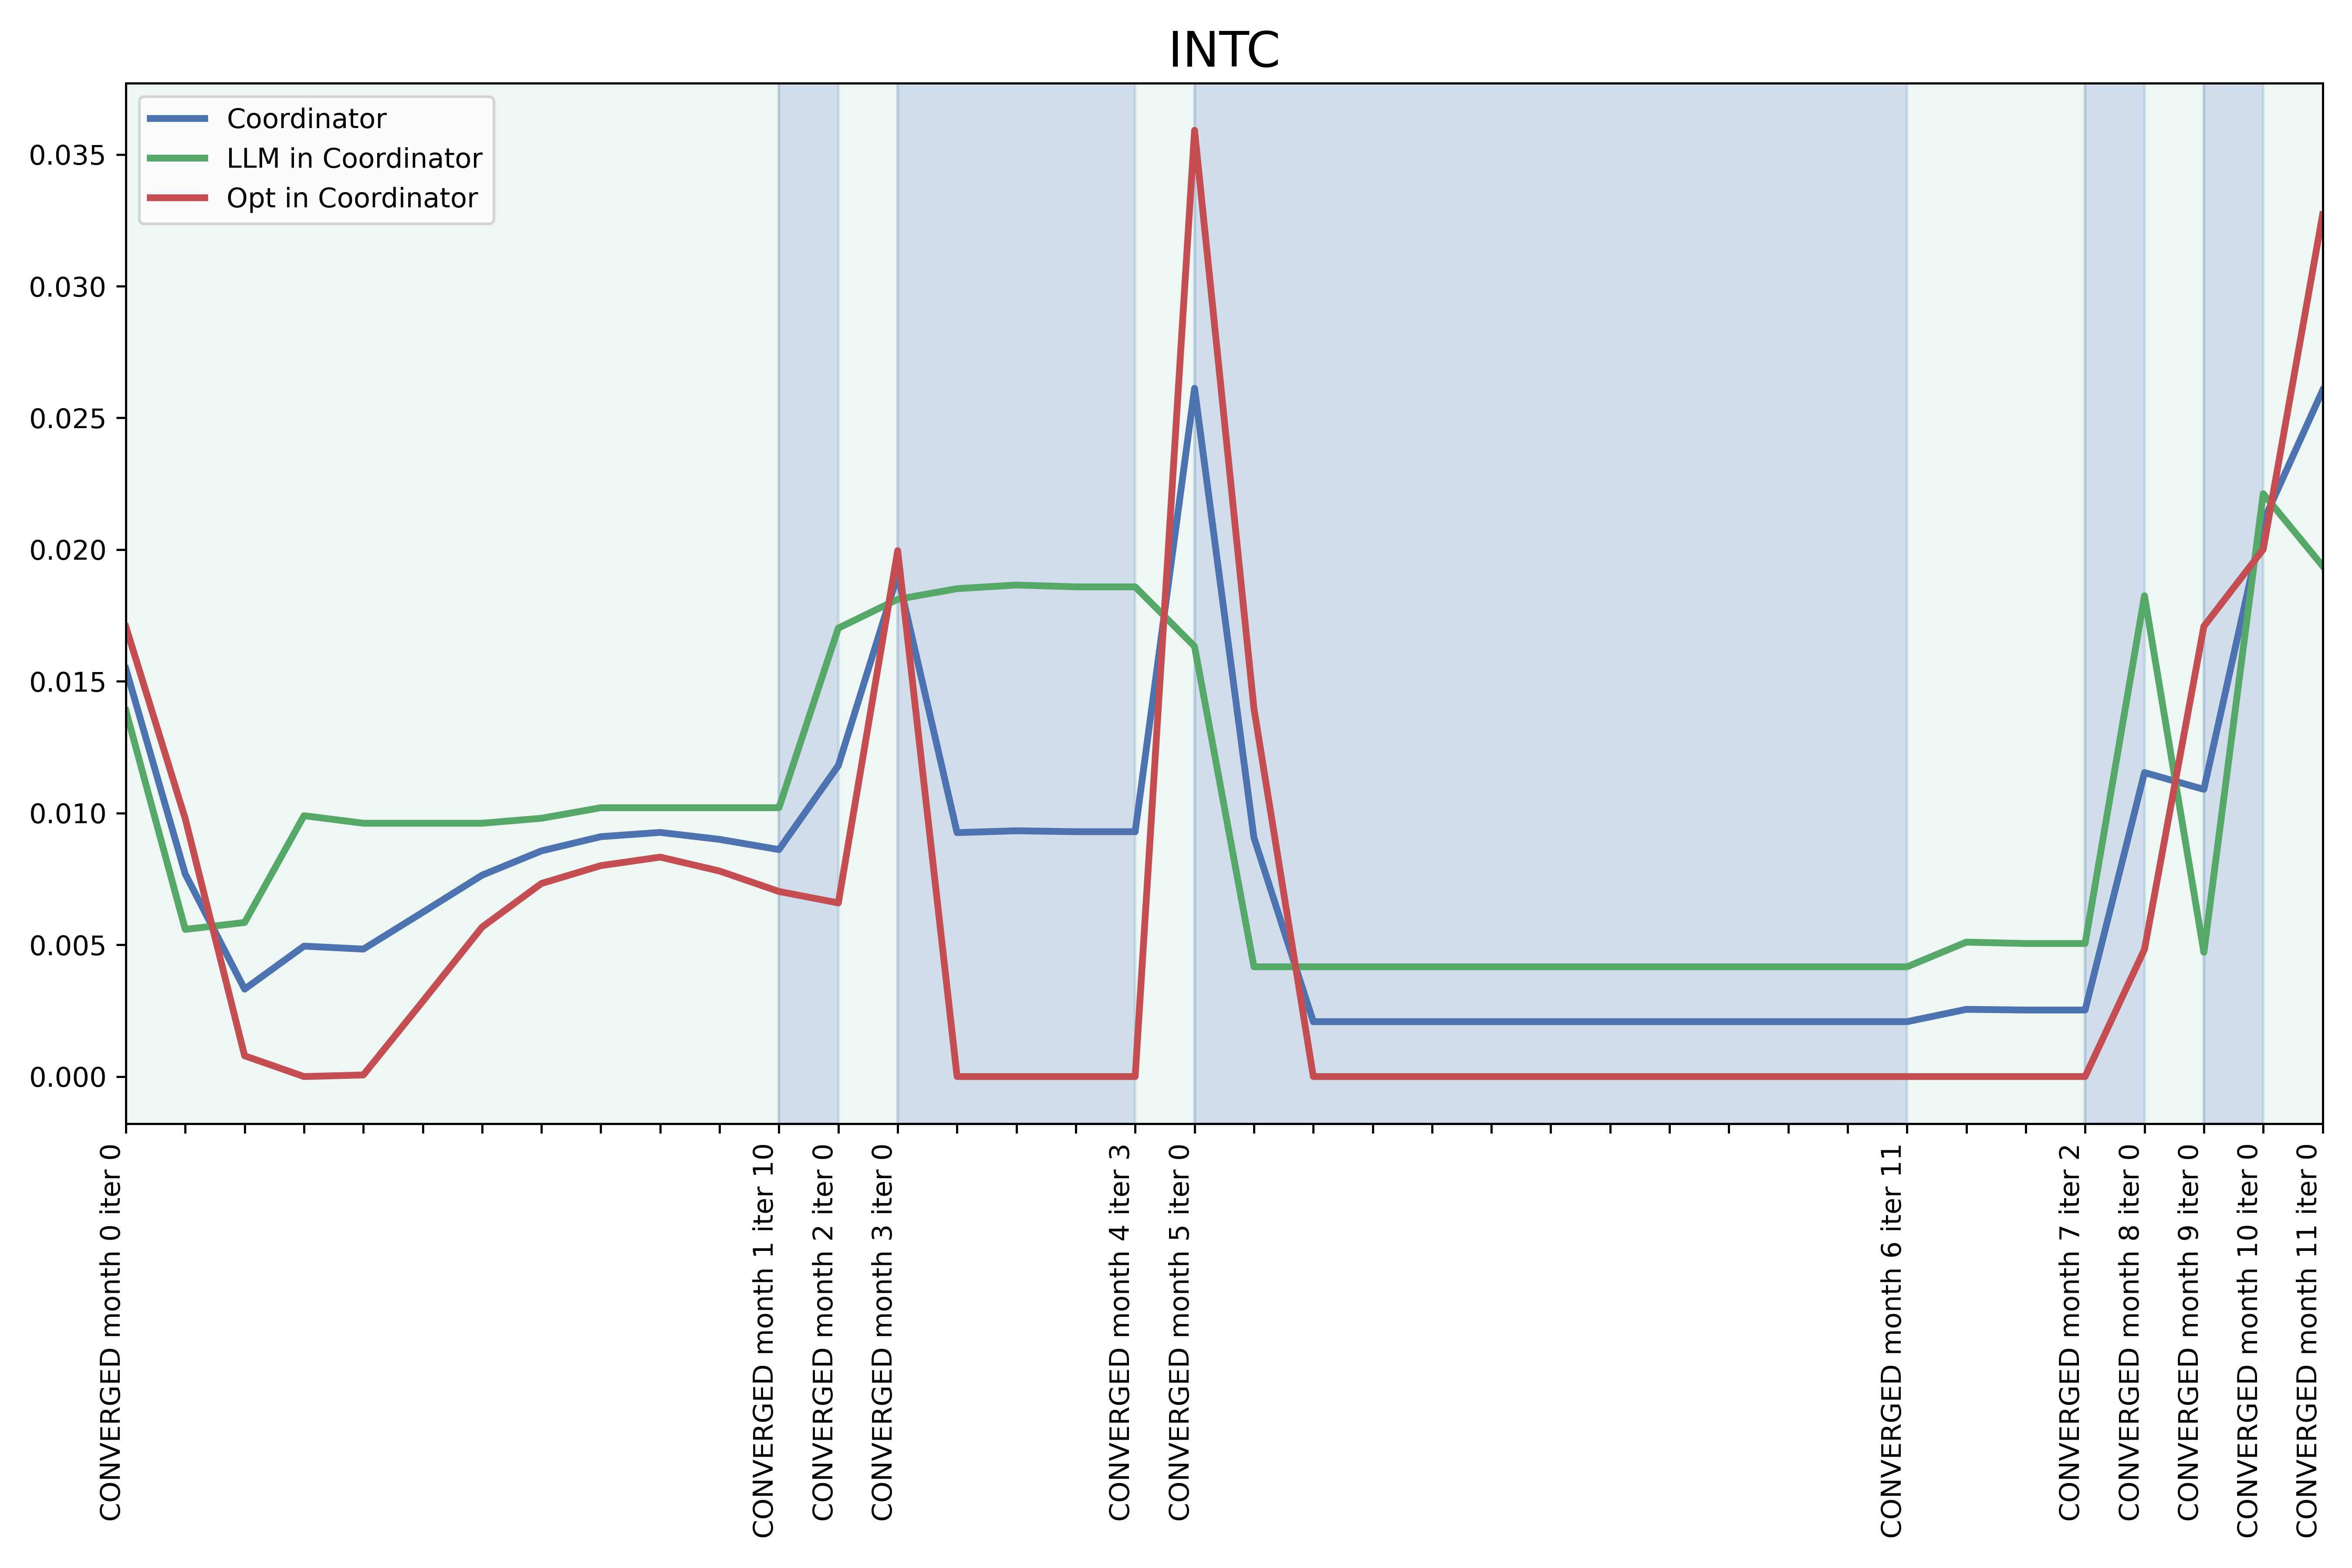 INTC
Coordinator
LLM in Coordinator
Opt in Coordinator
0.035
0.030
0.025
0.020
0.015
0.010
0.005
0.000
CONVERGED month 0 iter 0
CONVERGED month 1 iter 10
CONVERGED month 2 iter 0
CONVERGED month 3 iter 0
CONVERGED month 4 iter 3
CONVERGED month 5 iter 0
CONVERGED month 6 iter 11
CONVERGED month 7 iter 2
CONVERGED month 8 iter 0
CONVERGED month 9 iter 0
CONVERGED month 10 iter 0
CONVERGED month 11 iter 0